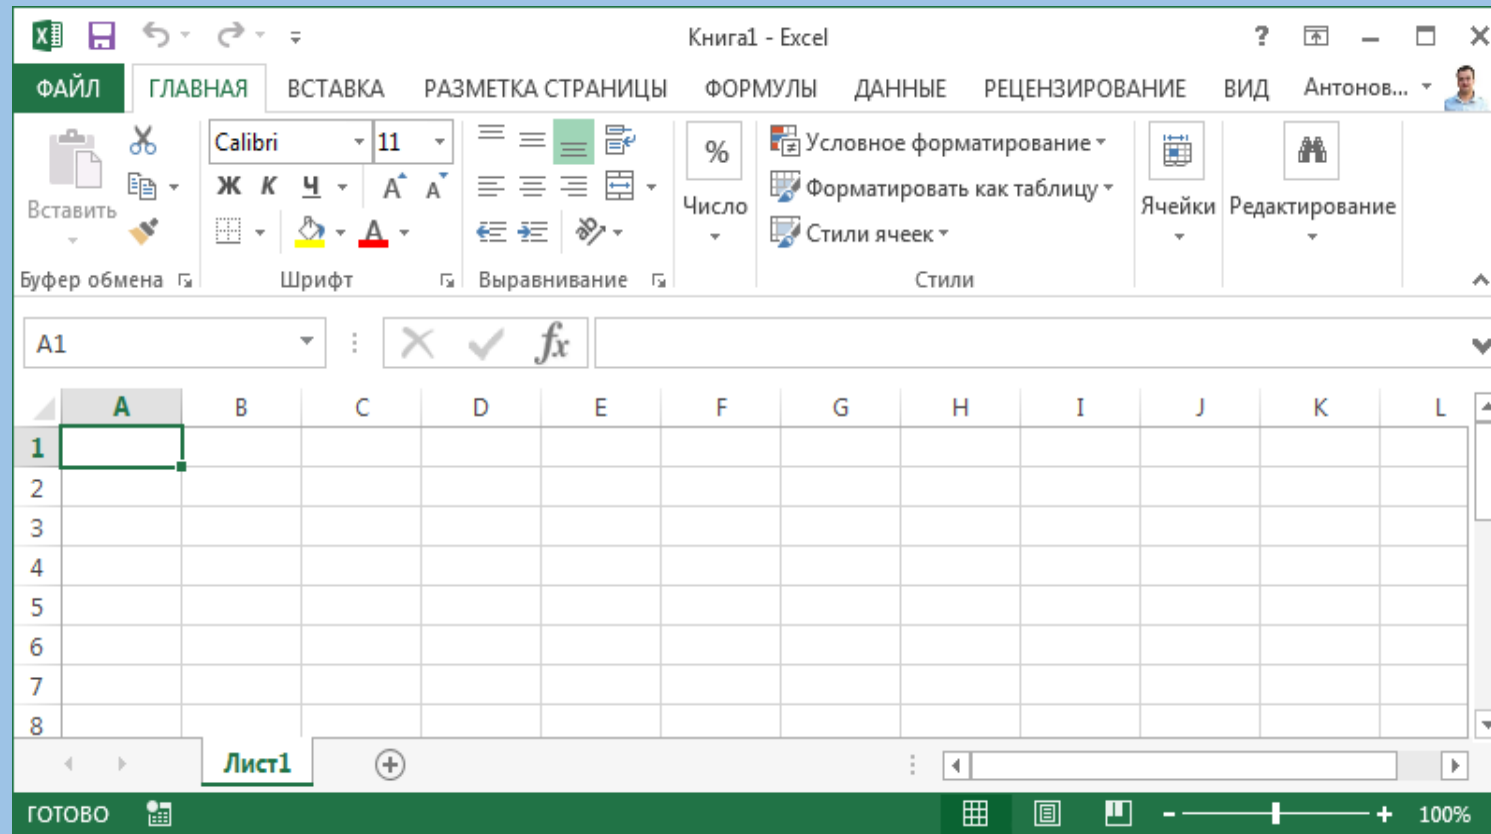 Книга1 - Excel
ФАЙЛ ГЛАВНАЯ ВСТАВКА РАЗМЕТКА СТРАНИЦЫ ФОРМУЛЫ ДАННЫЕ РЕЦЕНЗИРОВАНИЕ ВИД Антонов...
Calibri 11
Ж К Ч А А
А
Вставить
% Число
Условное форматирование
Форматировать как таблицу
Стили ячеек
Ячейки Редактирование
Буфер обмена Шрифт Выравнивание Стили
A1 fx
A B C D E F G H I J K L
1
2
3
4
5
6
7
8
Лист1
ГОТОВО 100%